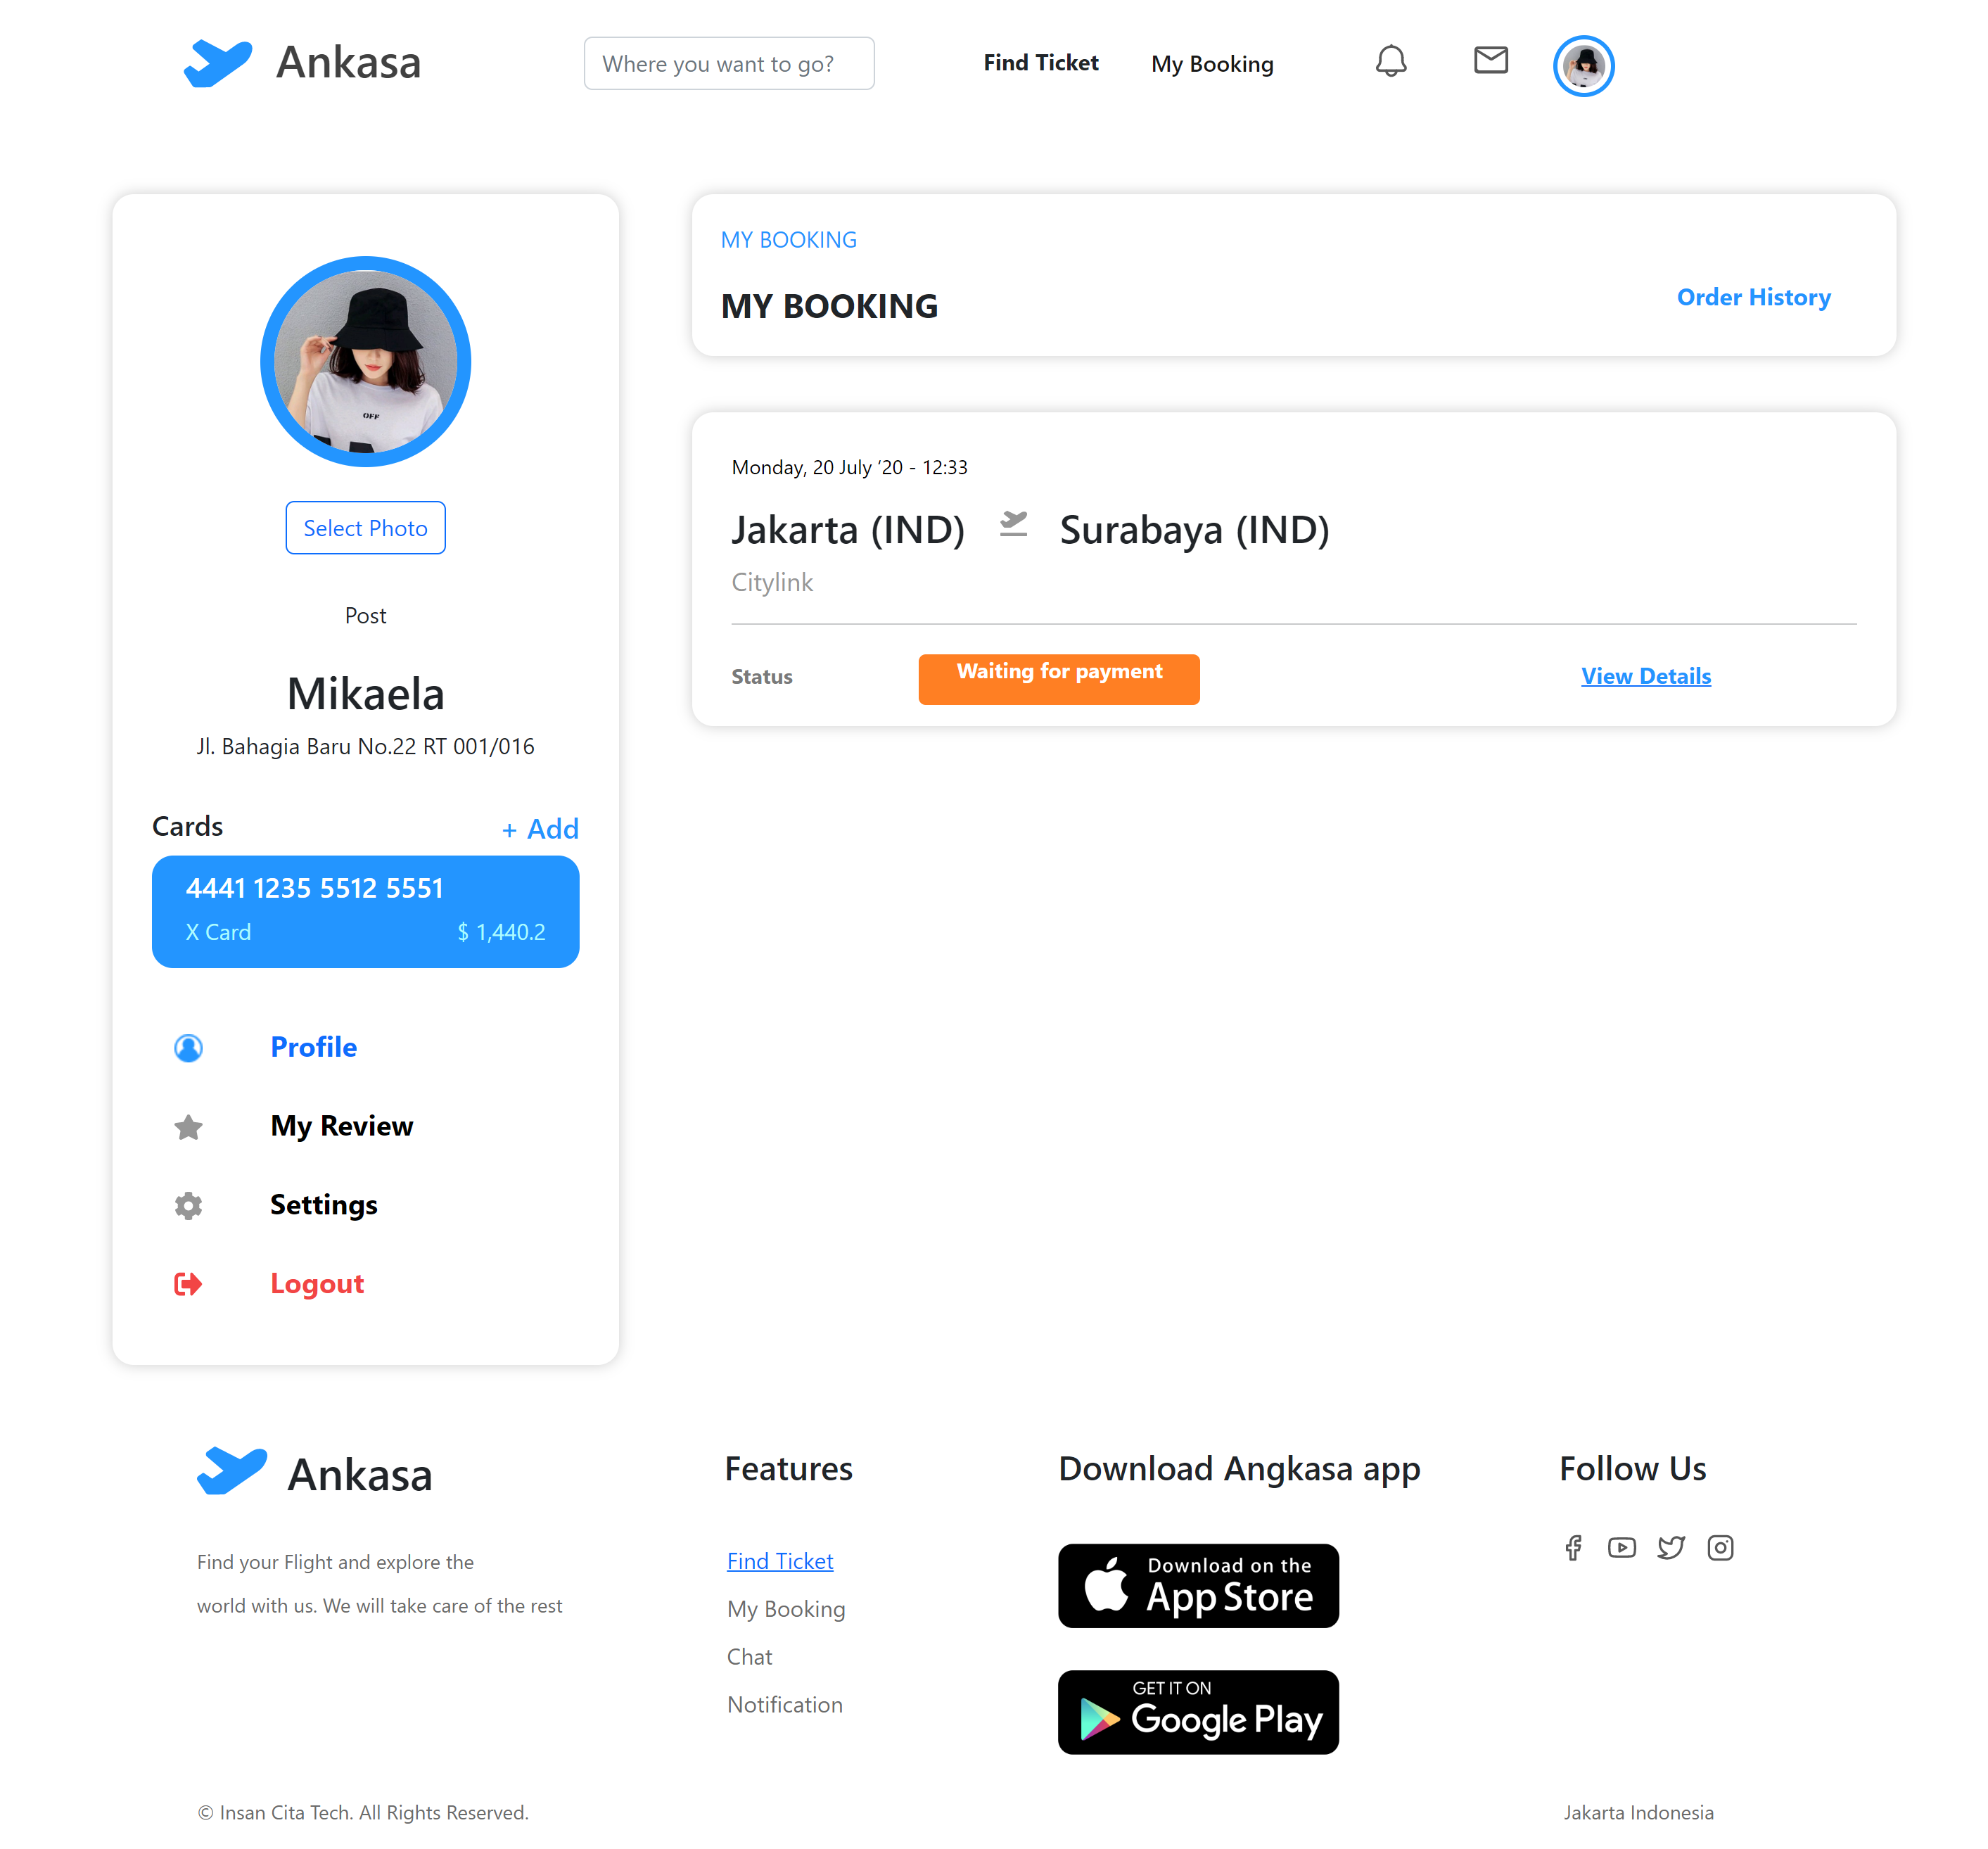 Ankasa
Where you want to go?
Find Ticket
My Booking
OFF
Select Photo
Post
Mikaela
Jl. Bahagia Baru No.22 RT 001/016
Cards
+ Add
4441 1235 5512 5551
X Card
$ 1,440.2
Profile
My Review
Settings
Logout
MY BOOKING
MY BOOKING
Order History
Monday, 20 July ‘20 - 12:33
Jakarta (IND)
Surabaya (IND)
Citylink
Status
Waiting for payment
View Details
Ankasa
Find your Flight and explore the
world with us. We will take care of the rest
Features
Find Ticket
My Booking
Chat
Notification
Download Angkasa app
Download on the
App Store
GET IT ON
Google Play
Follow Us
© Insan Cita Tech. All Rights Reserved.
Jakarta Indonesia